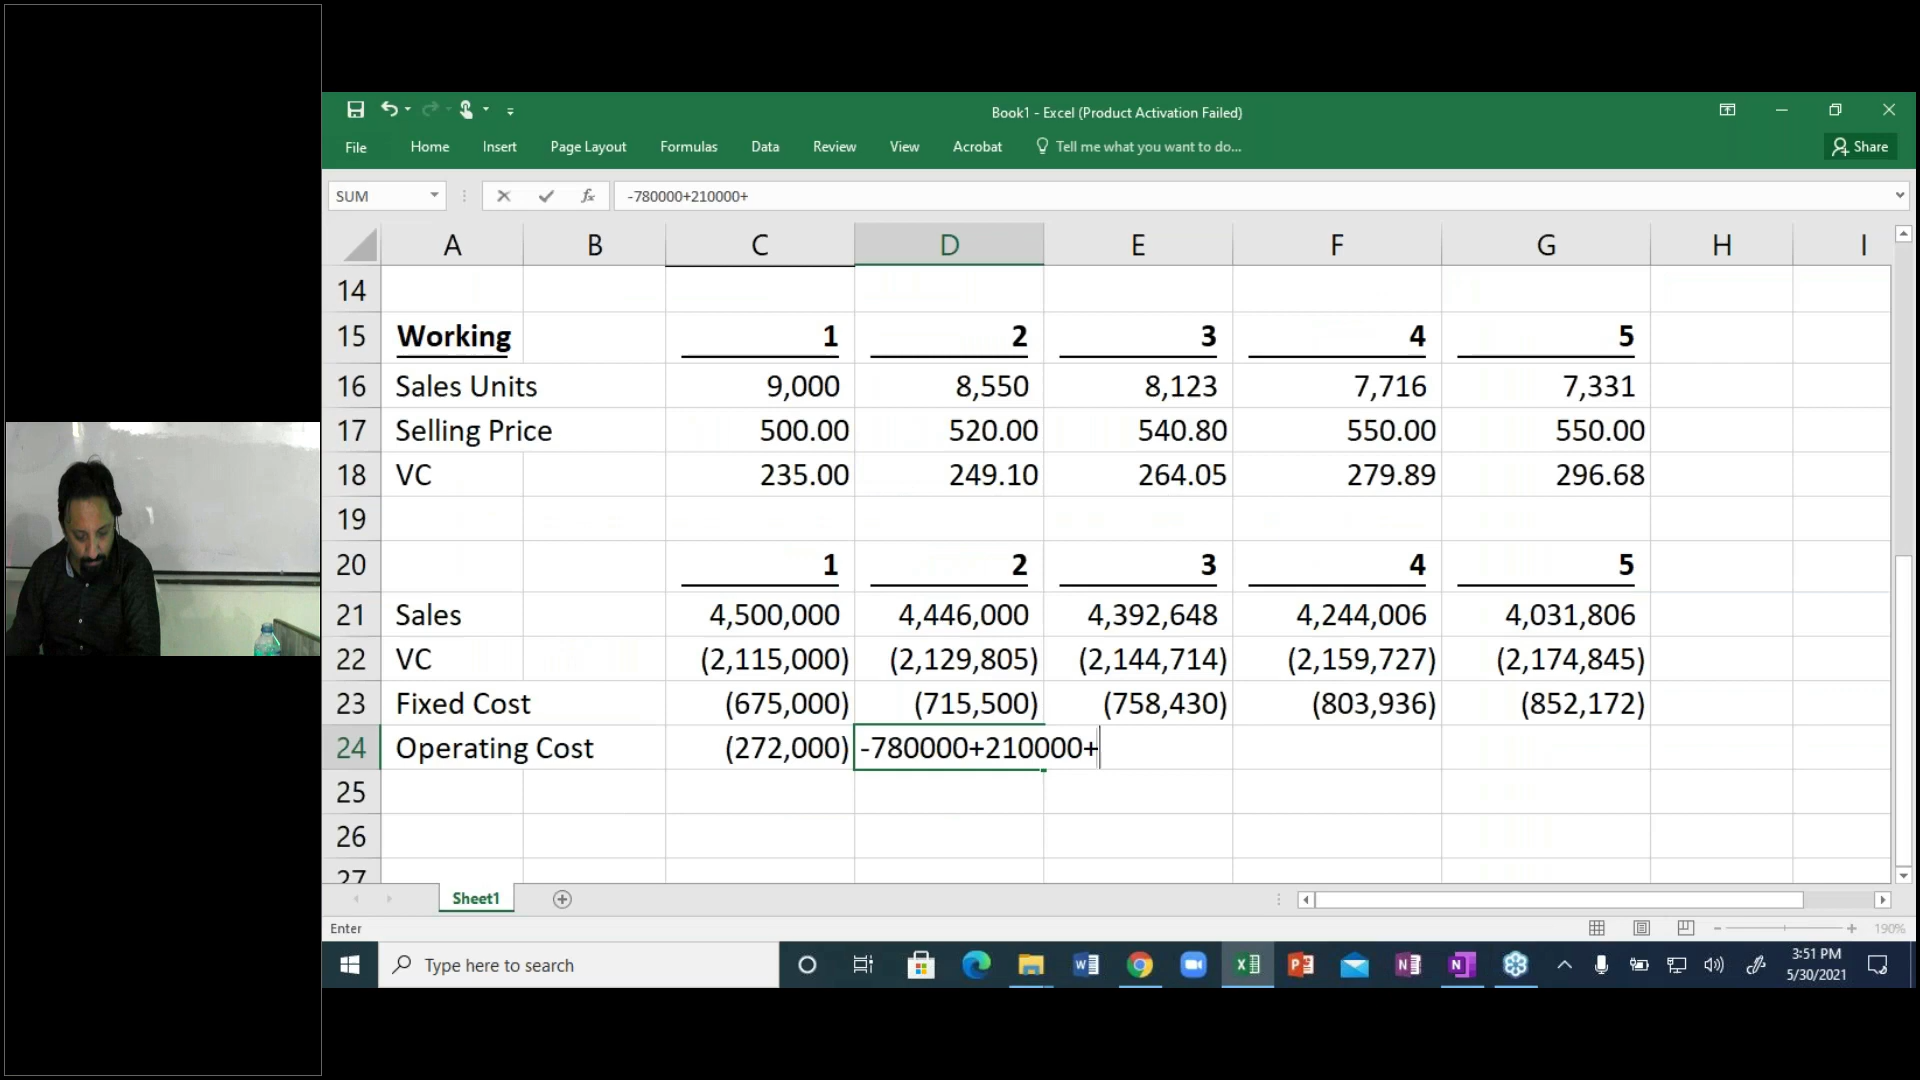 Book1 - Excel (Product Activation Failed)
File Home Insert Page Layout Formulas Data Review View Acrobat Tell me what you want to do... Share
SUM fx -780000+210000+
A B C D E F G H I
14
15 Working 1 2 3 4 5
16 Sales Units 9,000 8,550 8,123 7,716 7,331
17 Selling Price 500.00 520.00 540.80 550.00 550.00
18 VC 235.00 249.10 264.05 279.89 296.68
19
20 1 2 3 4 5
21 Sales 4,500,000 4,446,000 4,392,648 4,244,006 4,031,806
22 VC (2,115,000) (2,129,805) (2,144,714) (2,159,727) (2,174,845)
23 Fixed Cost (675,000) (715,500) (758,430) (803,936) (852,172)
24 Operating Cost (272,000) -780000+210000+
25
26
27
Sheet1
Enter 190%
Type here to search 3:51 PM
5/30/2021